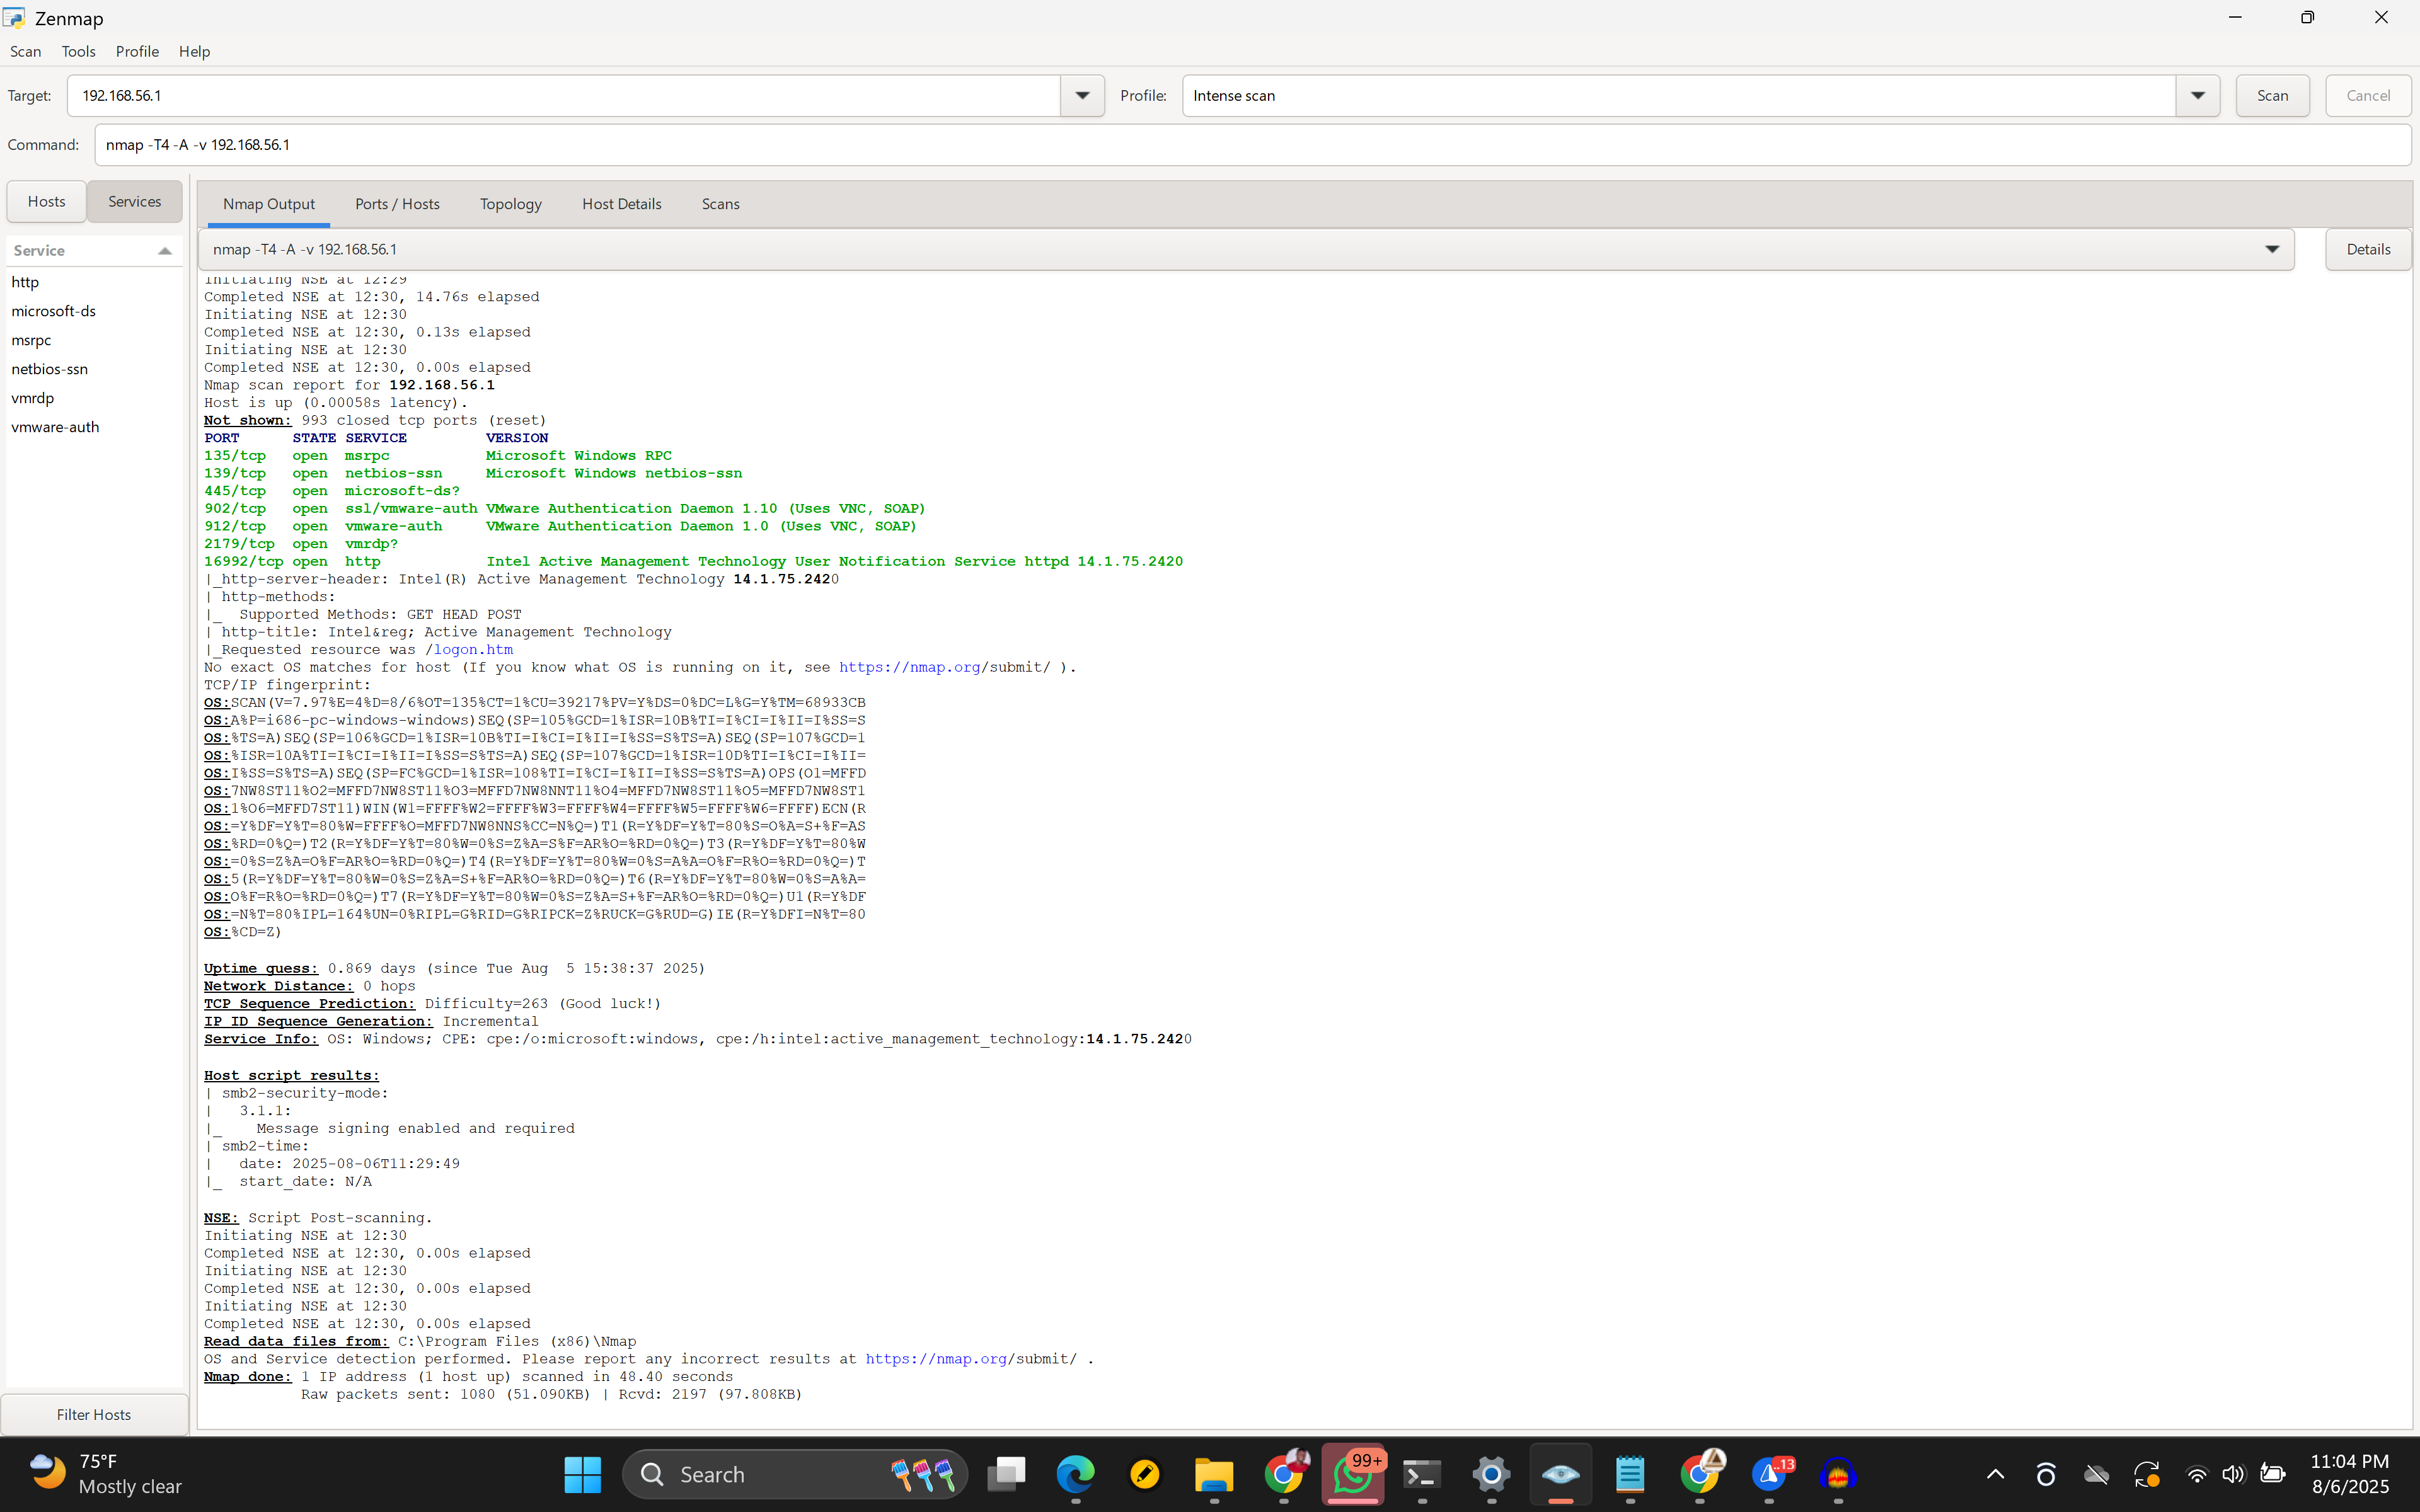 Zenmap
Scan Tools Profile Help
Target: 192.168.56.1 Profile: Intense scan Scan Cancel
Command: nmap -T4 -A -v 192.168.56.1
Hosts Services
Service
http
microsoft-ds
msrpc
netbios-ssn
vmrdp
vmware-auth
Filter Hosts
Nmap Output Ports / Hosts Topology Host Details Scans
nmap -T4 -A -v 192.168.56.1 Details
Initiating NSE at 12:29
Completed NSE at 12:30, 14.76s elapsed
Initiating NSE at 12:30
Completed NSE at 12:30, 0.13s elapsed
Initiating NSE at 12:30
Completed NSE at 12:30, 0.00s elapsed
Nmap scan report for 192.168.56.1
Host is up (0.00058s latency).
Not shown: 993 closed tcp ports (reset)
PORT      STATE SERVICE         VERSION
135/tcp   open  msrpc           Microsoft Windows RPC
139/tcp   open  netbios-ssn     Microsoft Windows netbios-ssn
445/tcp   open  microsoft-ds?
902/tcp   open  ssl/vmware-auth VMware Authentication Daemon 1.10 (Uses VNC, SOAP)
912/tcp   open  vmware-auth     VMware Authentication Daemon 1.0 (Uses VNC, SOAP)
2179/tcp  open  vmrdp?
16992/tcp open  http            Intel Active Management Technology User Notification Service httpd 14.1.75.2420
|_http-server-header: Intel(R) Active Management Technology 14.1.75.2420
| http-methods:
|_  Supported Methods: GET HEAD POST
| http-title: Intel&reg; Active Management Technology
|_Requested resource was /logon.htm
No exact OS matches for host (If you know what OS is running on it, see https://nmap.org/submit/ ).
TCP/IP fingerprint:
OS:SCAN(V=7.97%E=4%D=8/6%OT=135%CT=1%CU=39217%PV=Y%DS=0%DC=L%G=Y%TM=68933CB
OS:A%P=i686-pc-windows-windows)SEQ(SP=105%GCD=1%ISR=10B%TI=I%CI=I%II=I%SS=S
OS:%TS=A)SEQ(SP=106%GCD=1%ISR=10B%TI=I%CI=I%II=I%SS=S%TS=A)SEQ(SP=107%GCD=1
OS:%ISR=10A%TI=I%CI=I%II=I%SS=S%TS=A)SEQ(SP=107%GCD=1%ISR=10D%TI=I%CI=I%II=
OS:I%SS=S%TS=A)SEQ(SP=FC%GCD=1%ISR=108%TI=I%CI=I%II=I%SS=S%TS=A)OPS(O1=MFFD
OS:7NW8ST11%O2=MFFD7NW8ST11%O3=MFFD7NW8NNT11%O4=MFFD7NW8ST11%O5=MFFD7NW8ST1
OS:1%O6=MFFD7ST11)WIN(W1=FFFF%W2=FFFF%W3=FFFF%W4=FFFF%W5=FFFF%W6=FFFF)ECN(R
OS:=Y%DF=Y%T=80%W=FFFF%O=MFFD7NW8NNS%CC=N%Q=)T1(R=Y%DF=Y%T=80%S=O%A=S+%F=AS
OS:%RD=0%Q=)T2(R=Y%DF=Y%T=80%W=0%S=Z%A=S%F=AR%O=%RD=0%Q=)T3(R=Y%DF=Y%T=80%W
OS:=0%S=Z%A=O%F=AR%O=%RD=0%Q=)T4(R=Y%DF=Y%T=80%W=0%S=A%A=O%F=R%O=%RD=0%Q=)T
OS:5(R=Y%DF=Y%T=80%W=0%S=Z%A=S+%F=AR%O=%RD=0%Q=)T6(R=Y%DF=Y%T=80%W=0%S=A%A=
OS:O%F=R%O=%RD=0%Q=)T7(R=Y%DF=Y%T=80%W=0%S=Z%A=S+%F=AR%O=%RD=0%Q=)U1(R=Y%DF
OS:=N%T=80%IPL=164%UN=0%RIPL=G%RID=G%RIPCK=Z%RUCK=G%RUD=G)IE(R=Y%DFI=N%T=80
OS:%CD=Z)
Uptime guess: 0.869 days (since Tue Aug  5 15:38:37 2025)
Network Distance: 0 hops
TCP Sequence Prediction: Difficulty=263 (Good luck!)
IP ID Sequence Generation: Incremental
Service Info: OS: Windows; CPE: cpe:/o:microsoft:windows, cpe:/h:intel:active_management_technology:14.1.75.2420
Host script results:
| smb2-security-mode:
|   3.1.1:
|_    Message signing enabled and required
| smb2-time:
|   date: 2025-08-06T11:29:49
|_  start_date: N/A
NSE: Script Post-scanning.
Initiating NSE at 12:30
Completed NSE at 12:30, 0.00s elapsed
Initiating NSE at 12:30
Completed NSE at 12:30, 0.00s elapsed
Initiating NSE at 12:30
Completed NSE at 12:30, 0.00s elapsed
Read data files from: C:\Program Files (x86)\Nmap
OS and Service detection performed. Please report any incorrect results at https://nmap.org/submit/ .
Nmap done: 1 IP address (1 host up) scanned in 48.40 seconds
Raw packets sent: 1080 (51.090KB) | Rcvd: 2197 (97.808KB)
75°F
Mostly clear
Search
99+
..13
11:04 PM
8/6/2025